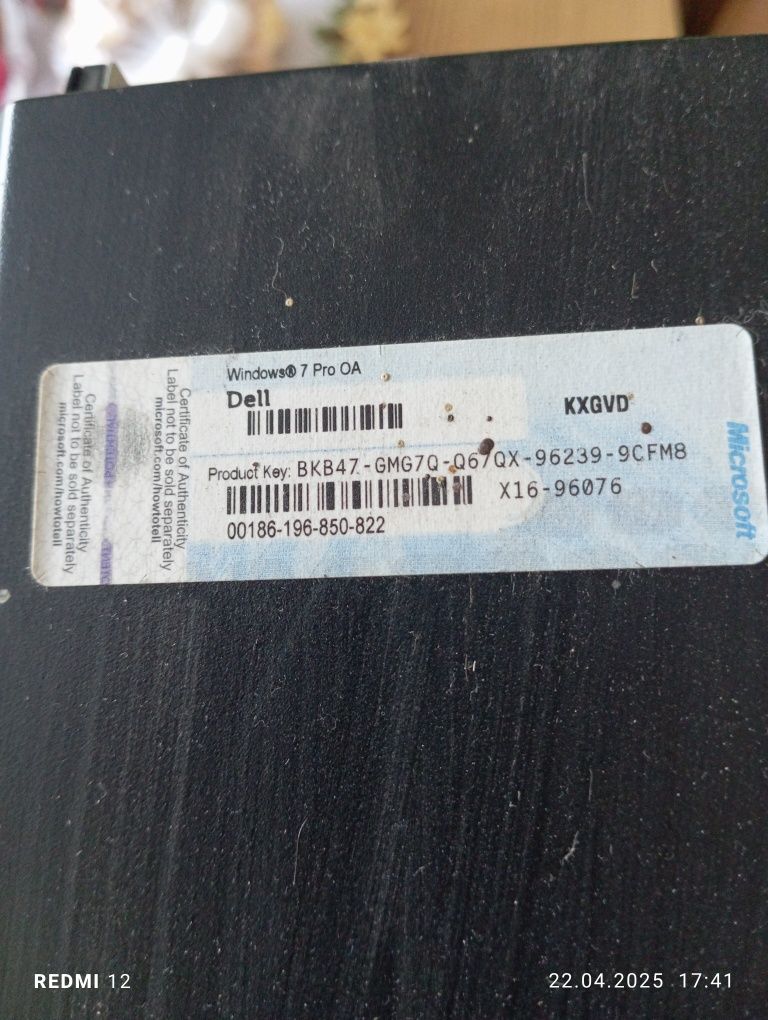 Windows® 7 Pro OA
Dell
KXGVD
Product Key: BKB47-GMG7Q-Q67QX-96239-9CFM8
X16-96076
00186-196-850-822
Certificate of Authenticity
Label not to be sold separately
microsoft.com/howtotell
Certificate of Authenticity
Label not to be sold separately
microsoft.com/howtotell
Microsoft
REDMI 12
22.04.2025 17:41